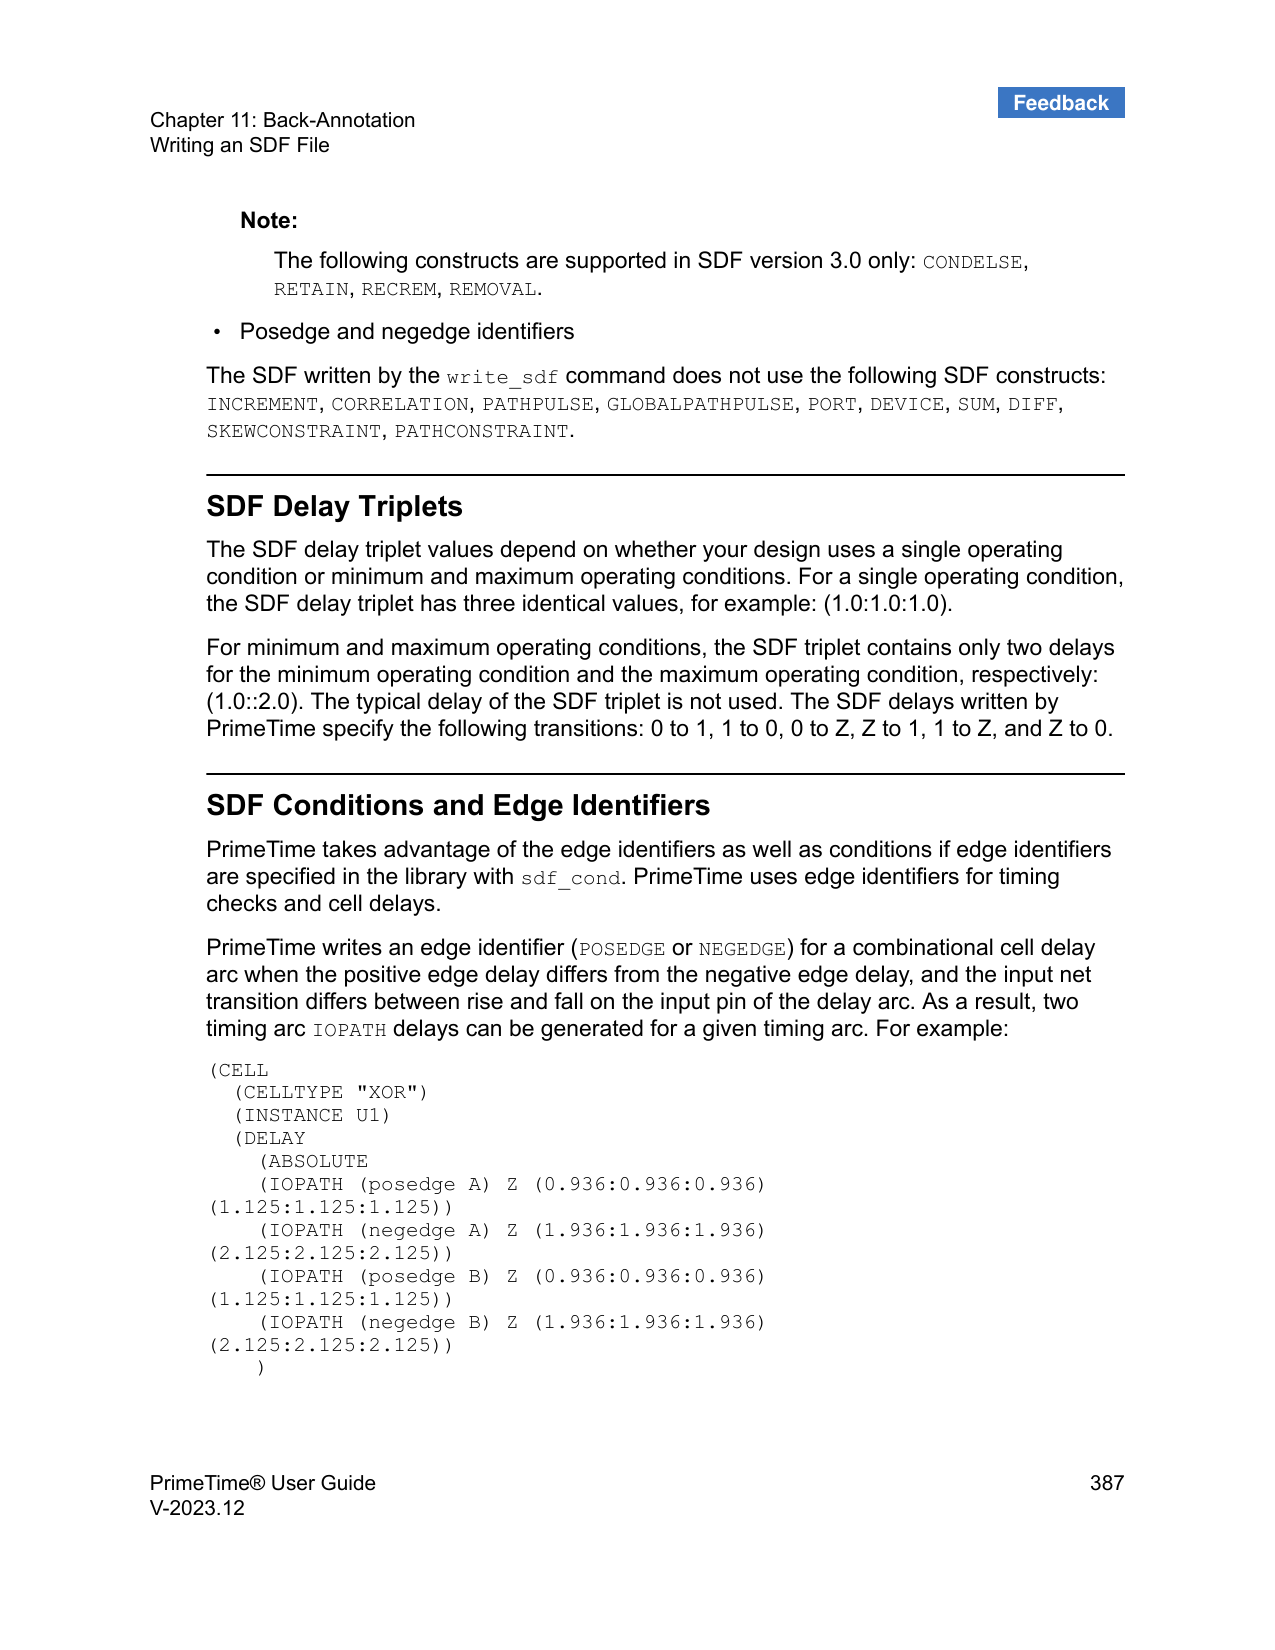 Feedback
Chapter 11: Back-Annotation
Writing an SDF File
Note:
The following constructs are supported in SDF version 3.0 only: CONDELSE,
RETAIN, RECREM, REMOVAL.
• Posedge and negedge identifiers
The SDF written by the write_sdf command does not use the following SDF constructs:
INCREMENT, CORRELATION, PATHPULSE, GLOBALPATHPULSE, PORT, DEVICE, SUM, DIFF,
SKEWCONSTRAINT, PATHCONSTRAINT.
SDF Delay Triplets
The SDF delay triplet values depend on whether your design uses a single operating
condition or minimum and maximum operating conditions. For a single operating condition,
the SDF delay triplet has three identical values, for example: (1.0:1.0:1.0).
For minimum and maximum operating conditions, the SDF triplet contains only two delays
for the minimum operating condition and the maximum operating condition, respectively:
(1.0::2.0). The typical delay of the SDF triplet is not used. The SDF delays written by
PrimeTime specify the following transitions: 0 to 1, 1 to 0, 0 to Z, Z to 1, 1 to Z, and Z to 0.
SDF Conditions and Edge Identifiers
PrimeTime takes advantage of the edge identifiers as well as conditions if edge identifiers
are specified in the library with sdf_cond. PrimeTime uses edge identifiers for timing
checks and cell delays.
PrimeTime writes an edge identifier (POSEDGE or NEGEDGE) for a combinational cell delay
arc when the positive edge delay differs from the negative edge delay, and the input net
transition differs between rise and fall on the input pin of the delay arc. As a result, two
timing arc IOPATH delays can be generated for a given timing arc. For example:
(CELL
  (CELLTYPE "XOR")
  (INSTANCE U1)
  (DELAY
    (ABSOLUTE
    (IOPATH (posedge A) Z (0.936:0.936:0.936)
(1.125:1.125:1.125))
    (IOPATH (negedge A) Z (1.936:1.936:1.936)
(2.125:2.125:2.125))
    (IOPATH (posedge B) Z (0.936:0.936:0.936)
(1.125:1.125:1.125))
    (IOPATH (negedge B) Z (1.936:1.936:1.936)
(2.125:2.125:2.125))
    )
PrimeTime® User Guide 387
V-2023.12